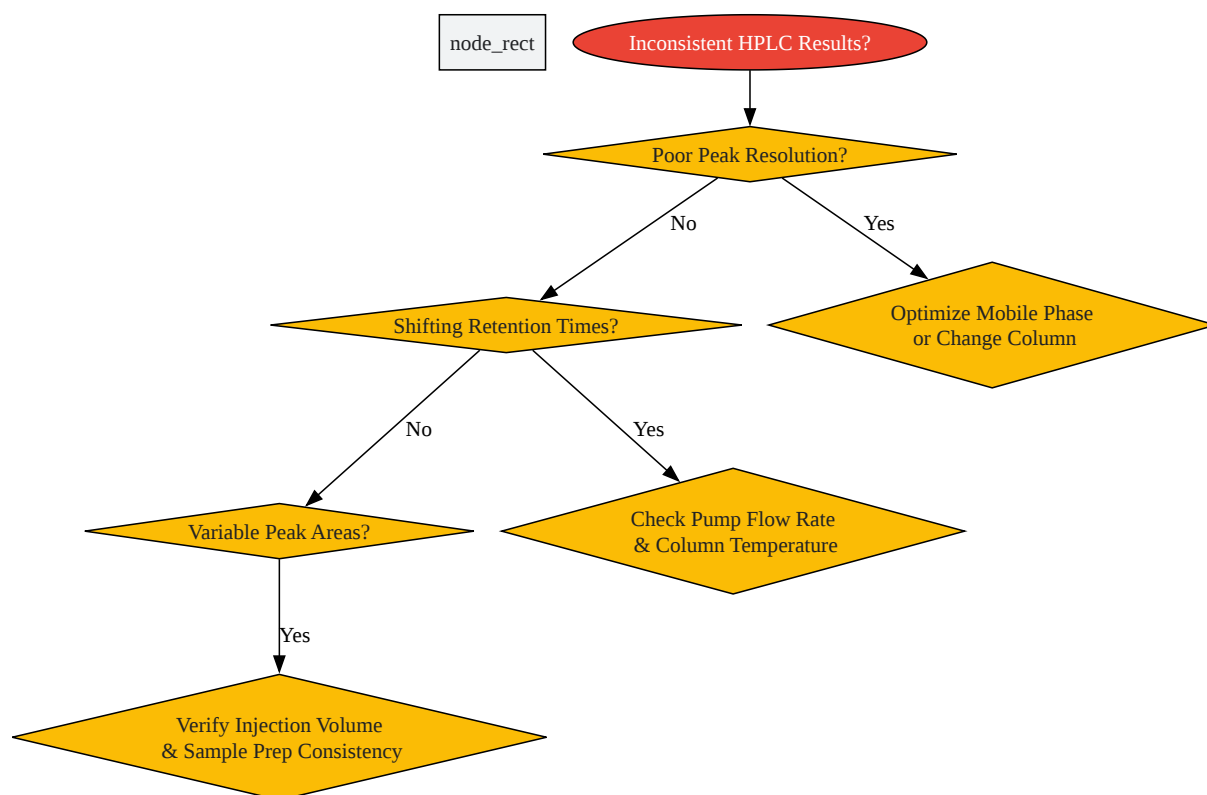 node_rect
Inconsistent HPLC Results?
Poor Peak Resolution?
No
Yes
Shifting Retention Times?
Optimize Mobile Phase
or Change Column
No
Yes
Variable Peak Areas?
Check Pump Flow Rate
& Column Temperature
Yes
Verify Injection Volume
& Sample Prep Consistency